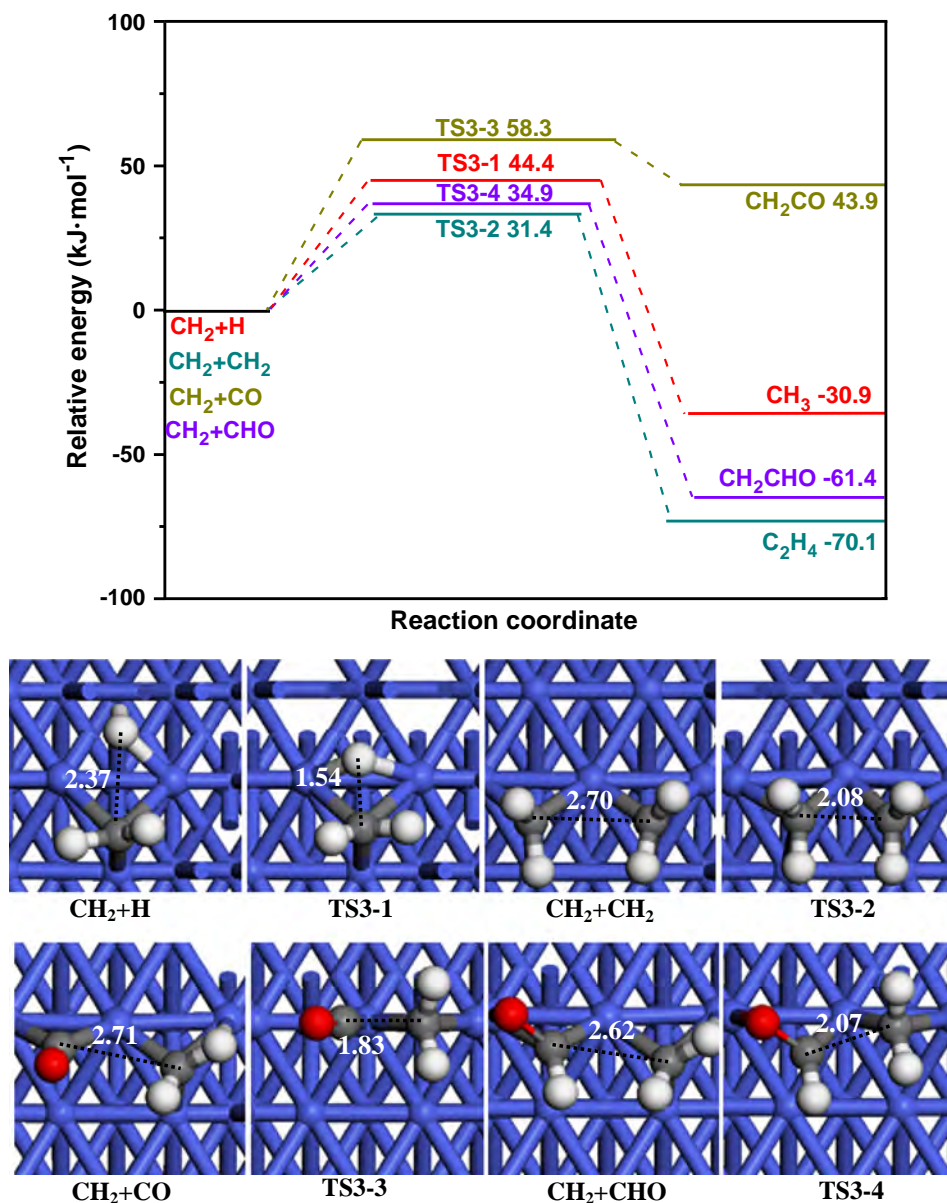 100
TS3-3 58.3
TS3-1 44.4
50
TS3-4 34.9
CH₂CO 43.9
TS3-2 31.4
0
CH₂+H
CH₂+CH₂
CH₂+CO
CH₂+CHO
CH₃ -30.9
-50
CH₂CHO -61.4
C₂H₄ -70.1
-100
Relative energy (kJ·mol⁻¹)
Reaction coordinate
2.37
1.54
2.70
2.08
CH₂+H
TS3-1
CH₂+CH₂
TS3-2
2.71
1.83
2.62
2.07
CH₂+CO
TS3-3
CH₂+CHO
TS3-4